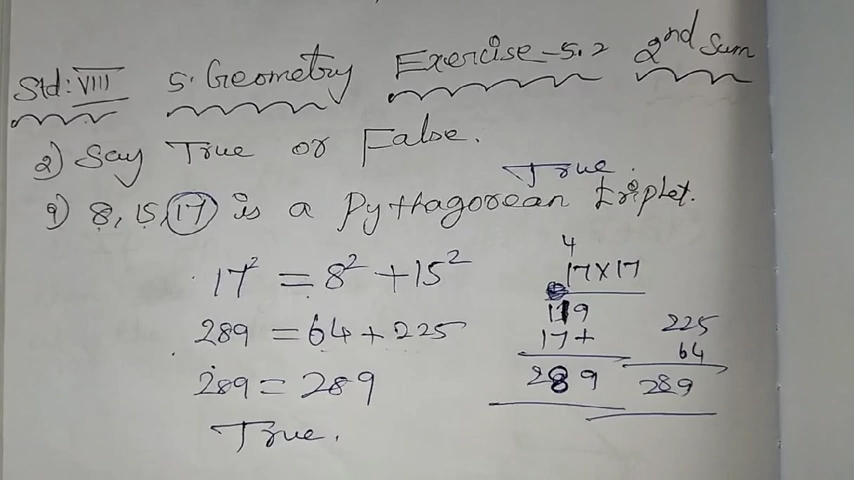 Std: VIII 5. Geometry Exercise-5.2 2nd Sum
2) Say True or False.
True.
9) 8, 15, 17 is a Pythagorean triplet.
17² = 8² + 15²
289 = 64 + 225
289 = 289
True.
4
17×17
119
17+
289
225
64
289